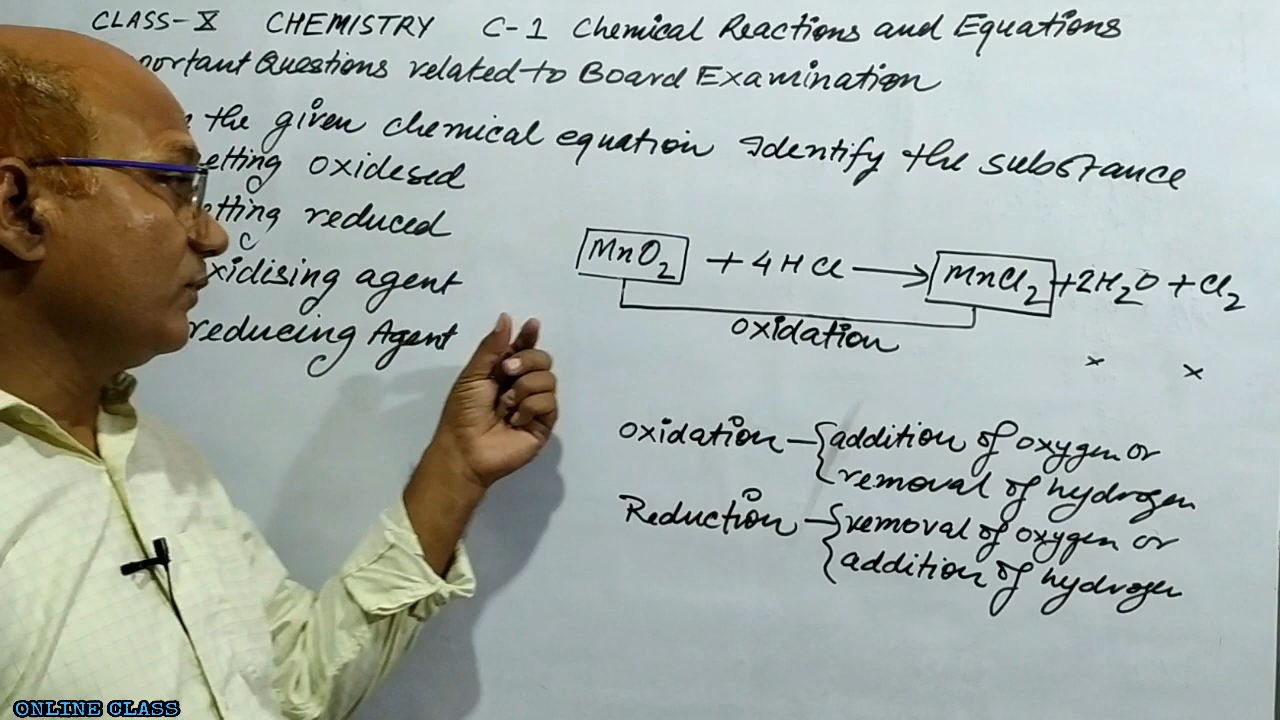 CLASS-X CHEMISTRY C-1 Chemical Reactions and Equations
portant Questions related to Board Examination
the given chemical equation Identify the substance
etting oxidesed
etting reduced
xidising agent
reducing Agent
MnO2 + 4HCl → MnCl2 + 2H2O + Cl2
oxidation
× ×
oxidation – { addition of oxygen or
removal of hydrogen
Reduction – { removal of oxygen or
addition of hydrogen
ONLINE CLASS